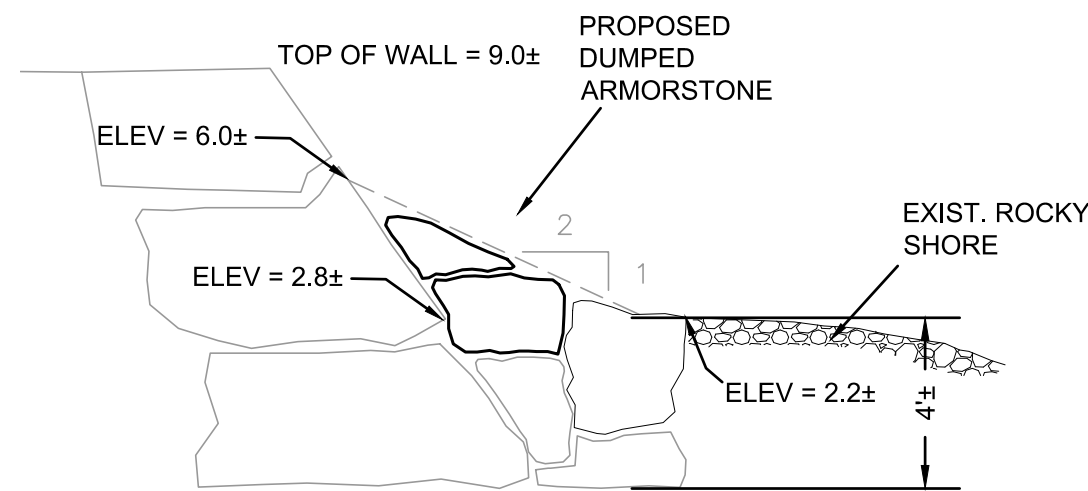 PROPOSED
DUMPED
ARMORSTONE
TOP OF WALL = 9.0±
ELEV = 6.0±
2
1
EXIST. ROCKY
SHORE
ELEV = 2.8±
ELEV = 2.2±
4'±